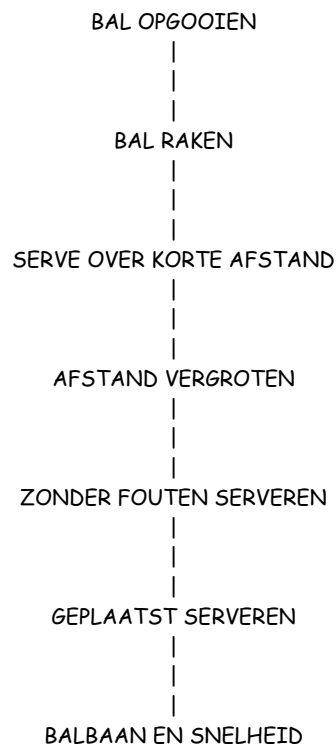 BAL OPGOOIEN
BAL RAKEN
SERVE OVER KORTE AFSTAND
AFSTAND VERGROTEN
ZONDER FOUTEN SERVEREN
GEPLAATST SERVEREN
BALBAAN EN SNELHEID